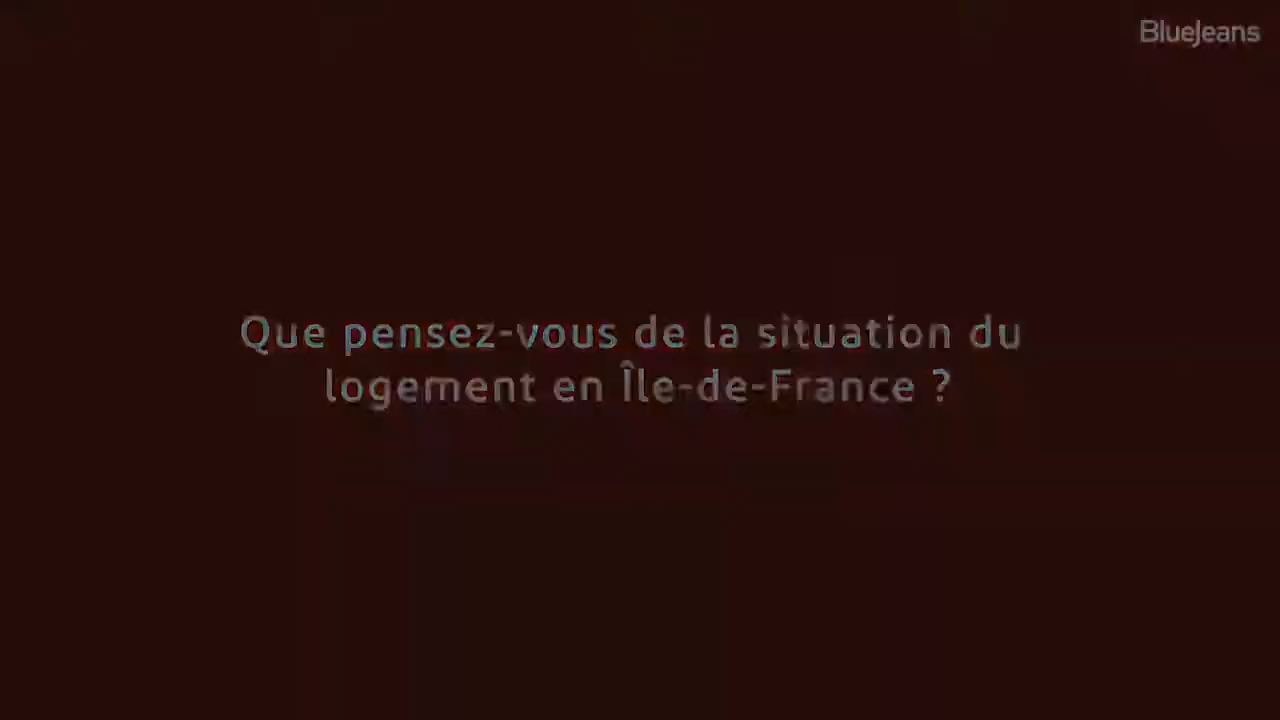 BlueJeans
Que pensez-vous de la situation du
logement en Île-de-France ?